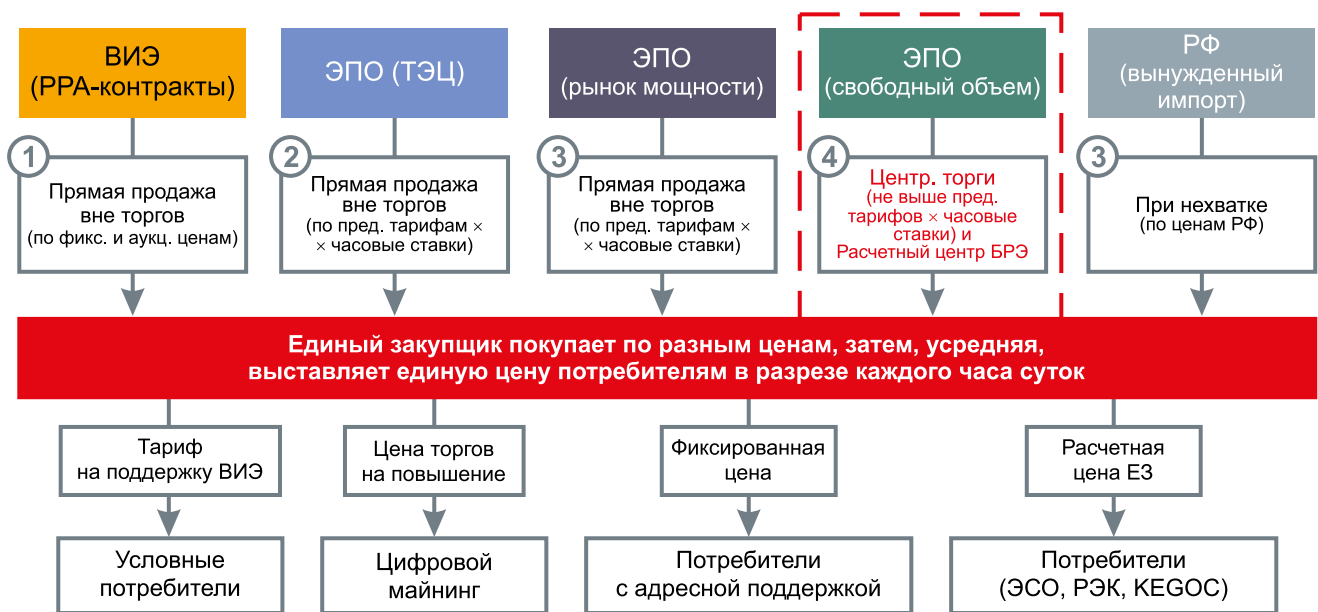 ВИЭ
(PPA-контракты)
ЭПО (ТЭЦ)
ЭПО
(рынок мощности)
ЭПО
(свободный объем)
РФ
(вынужденный
импорт)
1
Прямая продажа
вне торгов
(по фикс. и аукц. ценам)
2
Прямая продажа
вне торгов
(по пред. тарифам ×
× часовые ставки)
3
Прямая продажа
вне торгов
(по пред. тарифам ×
× часовые ставки)
4
Центр. торги
(не выше пред.
тарифов × часовые
ставки) и
Расчетный центр БРЭ
3
При нехватке
(по ценам РФ)
Единый закупщик покупает по разным ценам, затем, усредняя,
выставляет единую цену потребителям в разрезе каждого часа суток
Тариф
на поддержку ВИЭ
Цена торгов
на повышение
Фиксированная
цена
Расчетная
цена ЕЗ
Условные
потребители
Цифровой
майнинг
Потребители
с адресной поддержкой
Потребители
(ЭСО, РЭК, KEGOC)